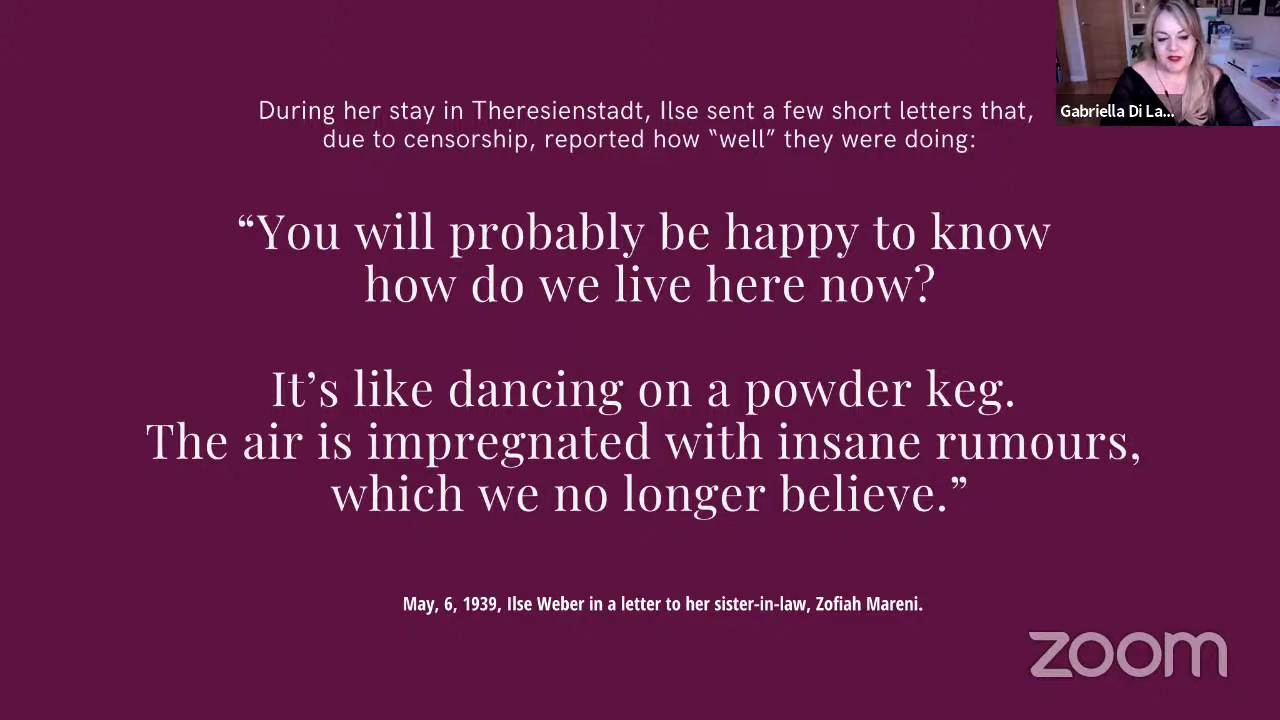 During her stay in Theresienstadt, Ilse sent a few short letters that,
due to censorship, reported how “well” they were doing:
“You will probably be happy to know
how do we live here now?
It’s like dancing on a powder keg.
The air is impregnated with insane rumours,
which we no longer believe.”
May, 6, 1939, Ilse Weber in a letter to her sister-in-law, Zofiah Mareni.
Gabriella Di La...
zoom